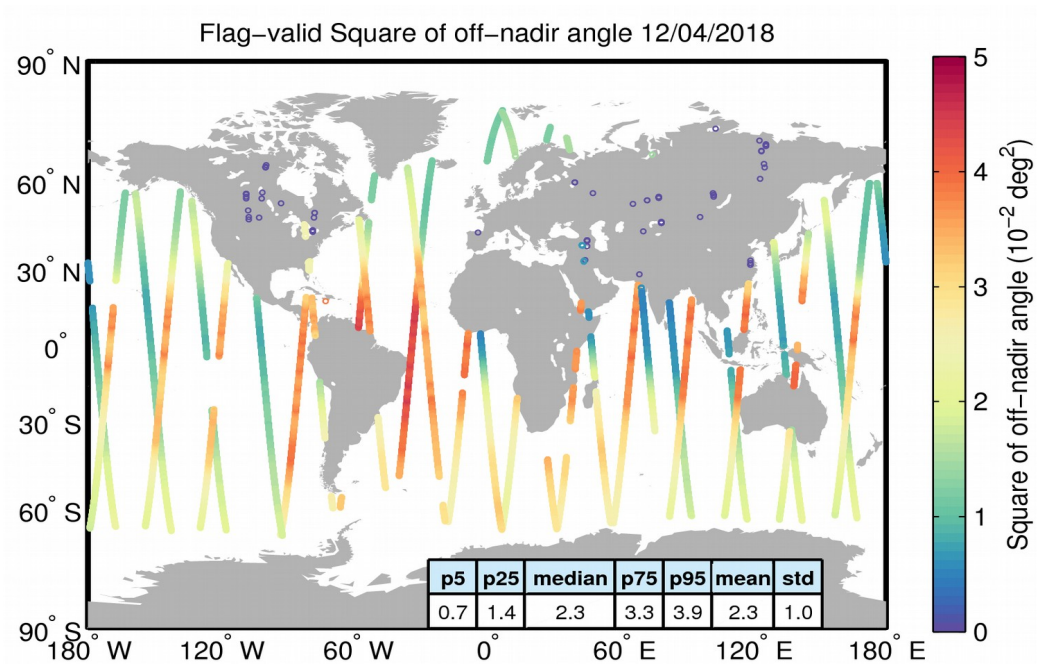 Flag−valid Square of off−nadir angle 12/04/2018
90° N
60° N
30° N
0°
30° S
60° S
90° S
180° W
120° W
60° W
0°
60° E
120° E
180° E
p5 p25 median p75 p95 mean std
0.7 1.4 2.3 3.3 3.9 2.3 1.0
5
4
3
2
1
0
Square of off−nadir angle (10⁻² deg²)